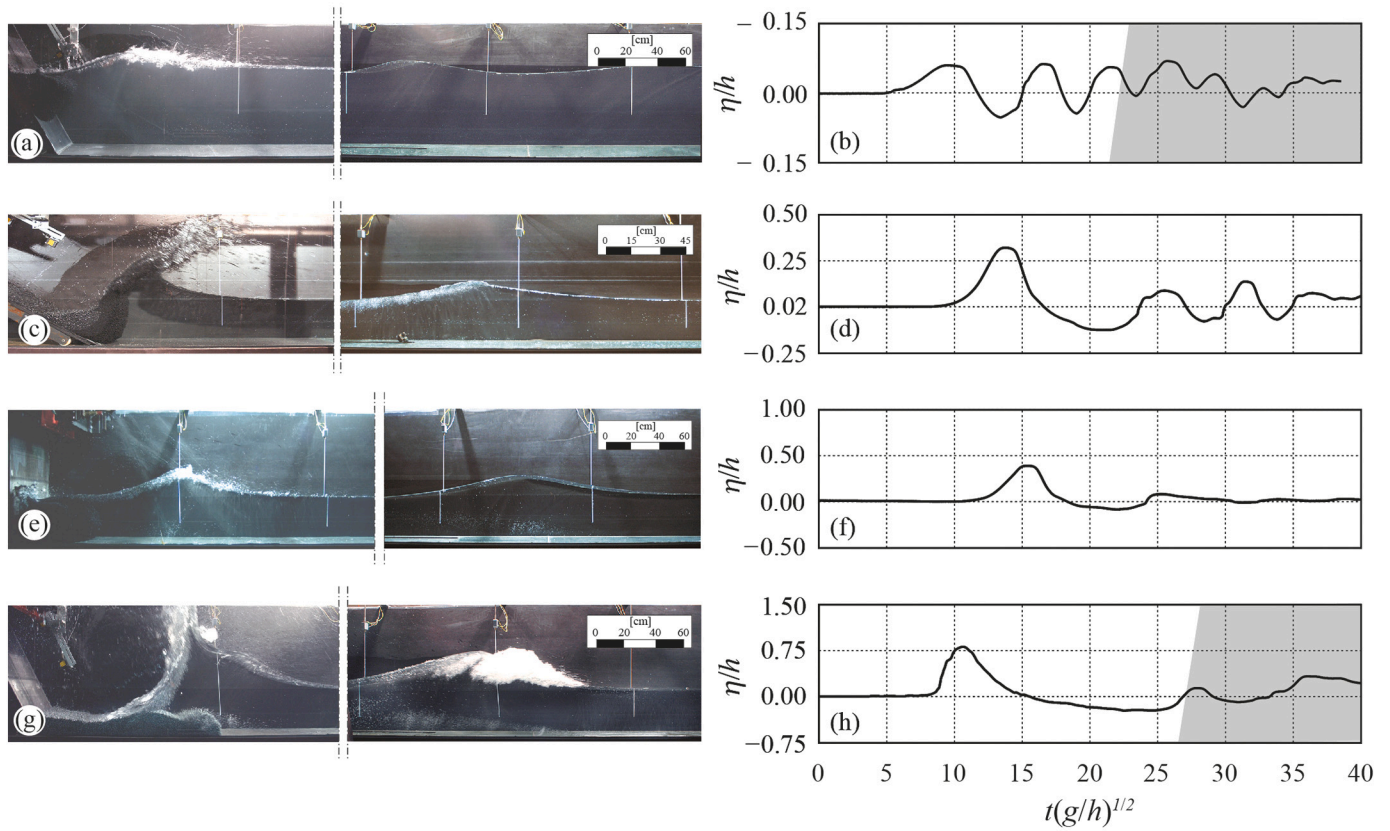 [cm]
0 20 40 60
(a)
– 0.15
0.00
– 0.15
η/h
(b)
[cm]
0 15 30 45
(c)
0.50
0.25
0.02
−0.25
η/h
(d)
[cm]
0 20 40 60
(e)
1.00
0.50
0.00
−0.50
η/h
(f)
[cm]
0 20 40 60
(g)
1.50
0.75
0.00
−0.75
η/h
(h)
0 5 10 15 20 25 30 35 40
t(g/h)^1/2